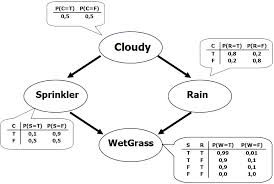 P(C=T) P(C=F)
0,5 0,5
Cloudy
C P(R=T) P(R=F)
T 0,8 0,2
F 0,2 0,8
Sprinkler
Rain
C P(S=T) P(S=F)
T 0,1 0,9
F 0,5 0,5
WetGrass
S R P(W=T) P(W=F)
T T 0,99 0,01
T F 0,9 0,1
F T 0,9 0,1
F F 0,0 1,0